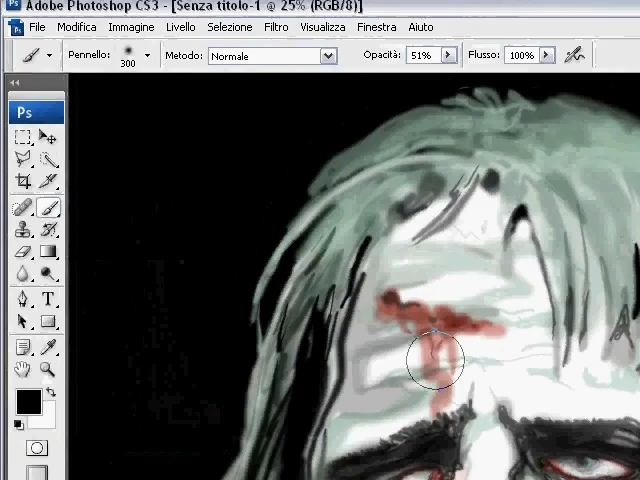 Adobe Photoshop CS3 - [Senza titolo-1 @ 25% (RGB/8)]
File Modifica Immagine Livello Selezione Filtro Visualizza Finestra Aiuto
Pennello: 300 Metodo: Normale Opacità: 51% Flusso: 100%
Ps
T